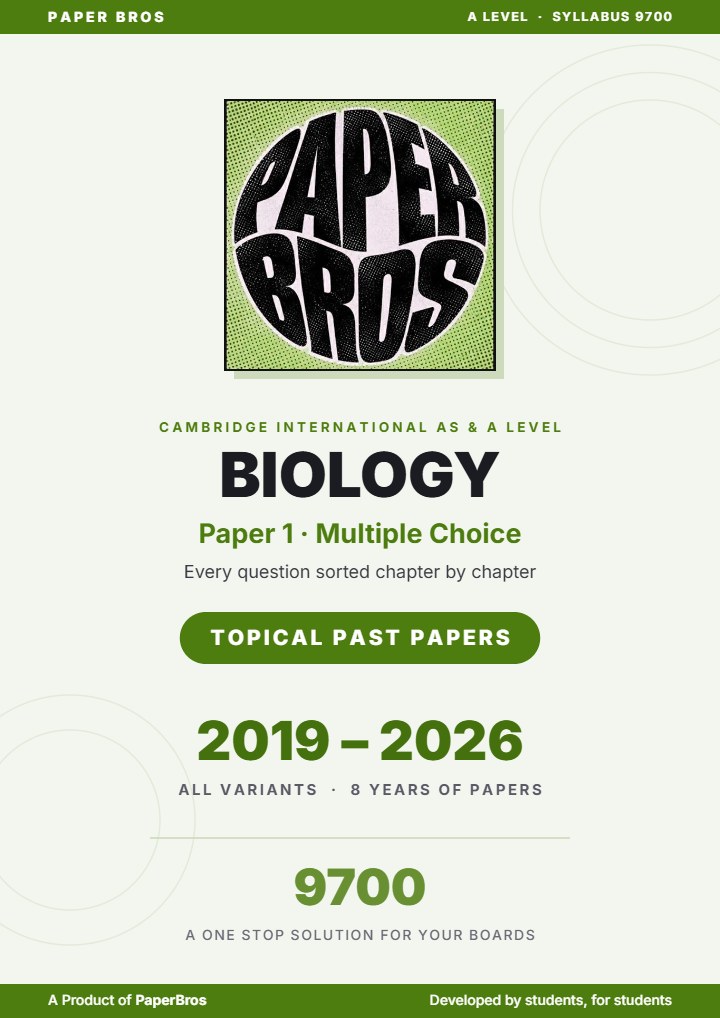 PAPER BROS
A LEVEL · SYLLABUS 9700
PAPER
BROS
CAMBRIDGE INTERNATIONAL AS & A LEVEL
BIOLOGY
Paper 1 · Multiple Choice
Every question sorted chapter by chapter
TOPICAL PAST PAPERS
2019 – 2026
ALL VARIANTS · 8 YEARS OF PAPERS
9700
A ONE STOP SOLUTION FOR YOUR BOARDS
A Product of PaperBros
Developed by students, for students